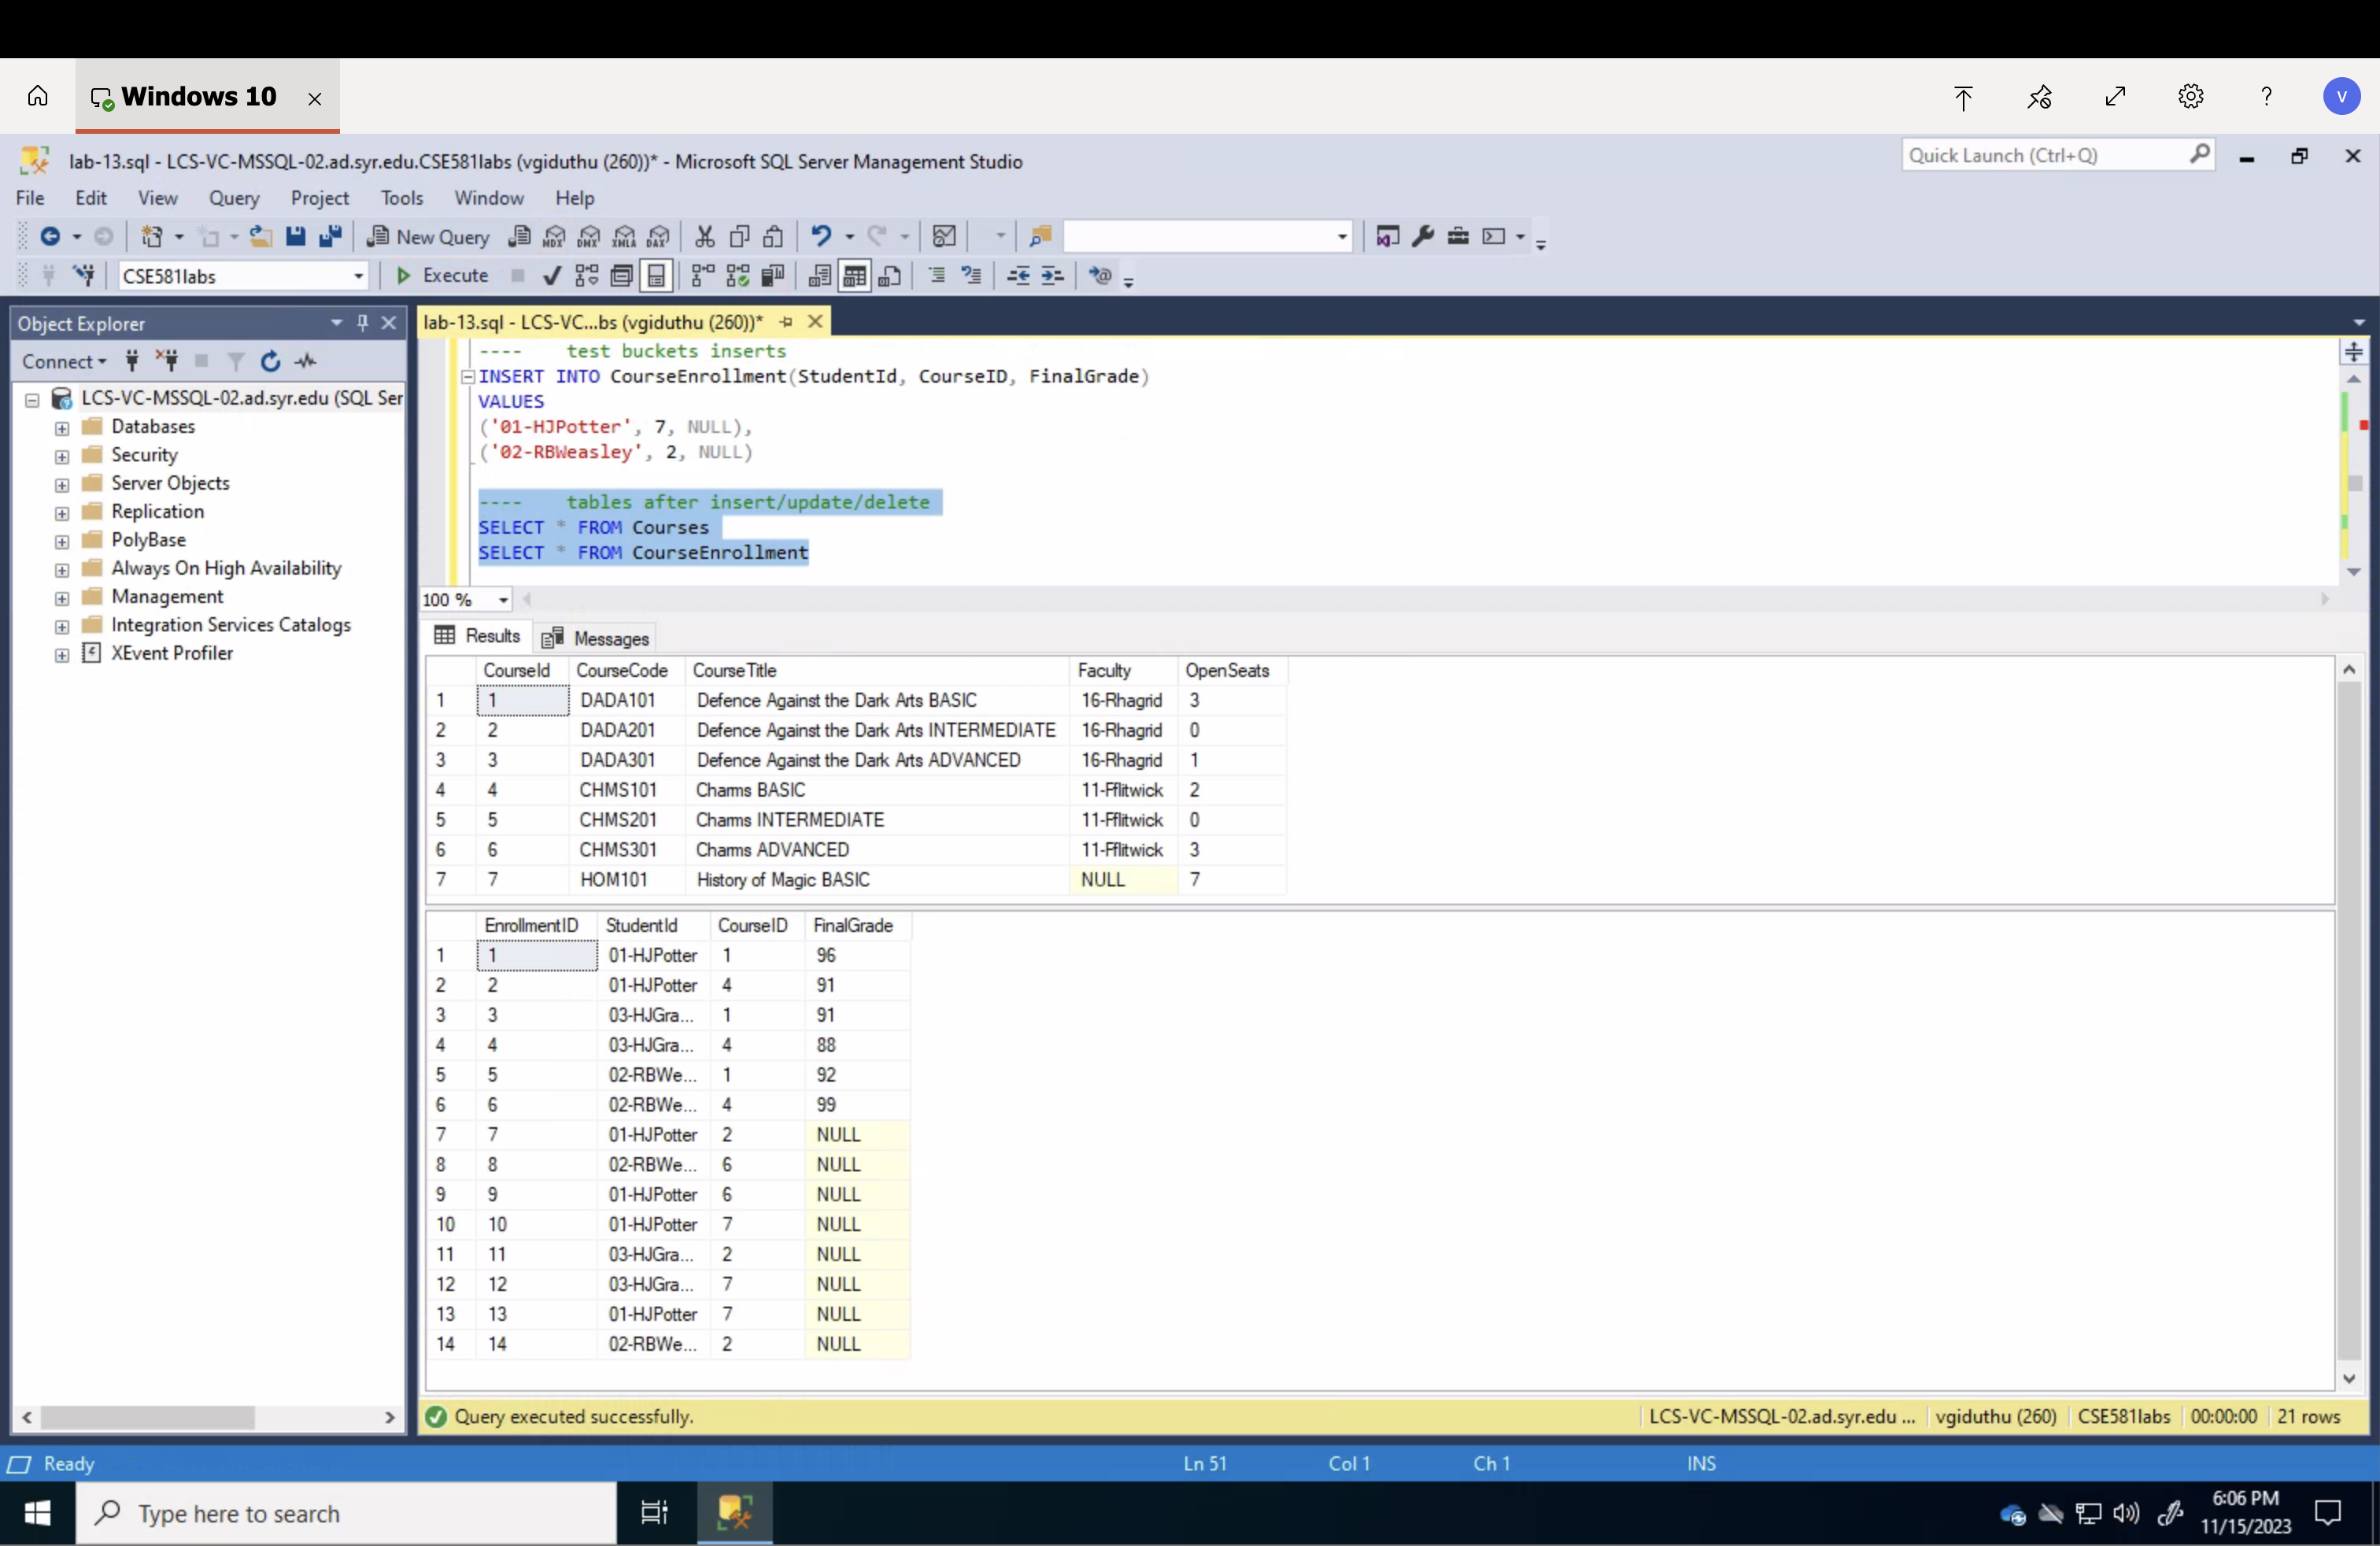 Windows 10
V
lab-13.sql - LCS-VC-MSSQL-02.ad.syr.edu.CSE581labs (vgiduthu (260))* - Microsoft SQL Server Management Studio
Quick Launch (Ctrl+Q)
File Edit View Query Project Tools Window Help
New Query MDX DMX XMLA DAX
CSE581labs Execute
Object Explorer
lab-13.sql - LCS-VC...bs (vgiduthu (260))*
Connect
LCS-VC-MSSQL-02.ad.syr.edu (SQL Ser
Databases
Security
Server Objects
Replication
PolyBase
Always On High Availability
Management
Integration Services Catalogs
XEvent Profiler
---- test buckets inserts
INSERT INTO CourseEnrollment(StudentId, CourseID, FinalGrade)
VALUES
('01-HJPotter', 7, NULL),
('02-RBWeasley', 2, NULL)
---- tables after insert/update/delete
SELECT * FROM Courses
SELECT * FROM CourseEnrollment
100 %
Results Messages
CourseId CourseCode CourseTitle Faculty OpenSeats
1 1 DADA101 Defence Against the Dark Arts BASIC 16-Rhagrid 3
2 2 DADA201 Defence Against the Dark Arts INTERMEDIATE 16-Rhagrid 0
3 3 DADA301 Defence Against the Dark Arts ADVANCED 16-Rhagrid 1
4 4 CHMS101 Charms BASIC 11-Fflitwick 2
5 5 CHMS201 Charms INTERMEDIATE 11-Fflitwick 0
6 6 CHMS301 Charms ADVANCED 11-Fflitwick 3
7 7 HOM101 History of Magic BASIC NULL 7
EnrollmentID StudentId CourseID FinalGrade
1 1 01-HJPotter 1 96
2 2 01-HJPotter 4 91
3 3 03-HJGra... 1 91
4 4 03-HJGra... 4 88
5 5 02-RBWe... 1 92
6 6 02-RBWe... 4 99
7 7 01-HJPotter 2 NULL
8 8 02-RBWe... 6 NULL
9 9 01-HJPotter 6 NULL
10 10 01-HJPotter 7 NULL
11 11 03-HJGra... 2 NULL
12 12 03-HJGra... 7 NULL
13 13 01-HJPotter 7 NULL
14 14 02-RBWe... 2 NULL
Query executed successfully. LCS-VC-MSSQL-02.ad.syr.edu ... vgiduthu (260) CSE581labs 00:00:00 21 rows
Ready Ln 51 Col 1 Ch 1 INS
Type here to search
6:06 PM
11/15/2023